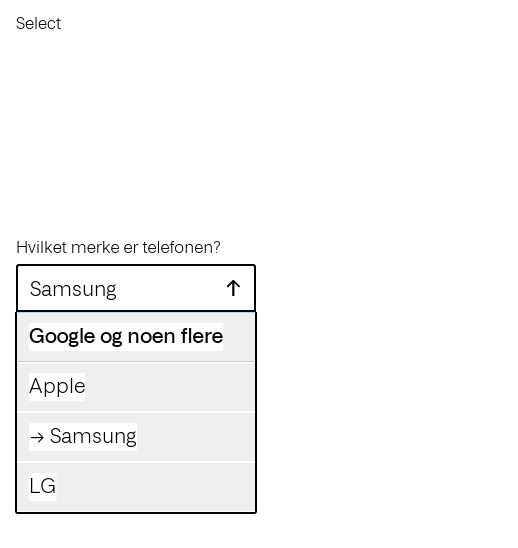 Select
Hvilket merke er telefonen?
Samsung ↑
Google og noen flere
Apple
→ Samsung
LG